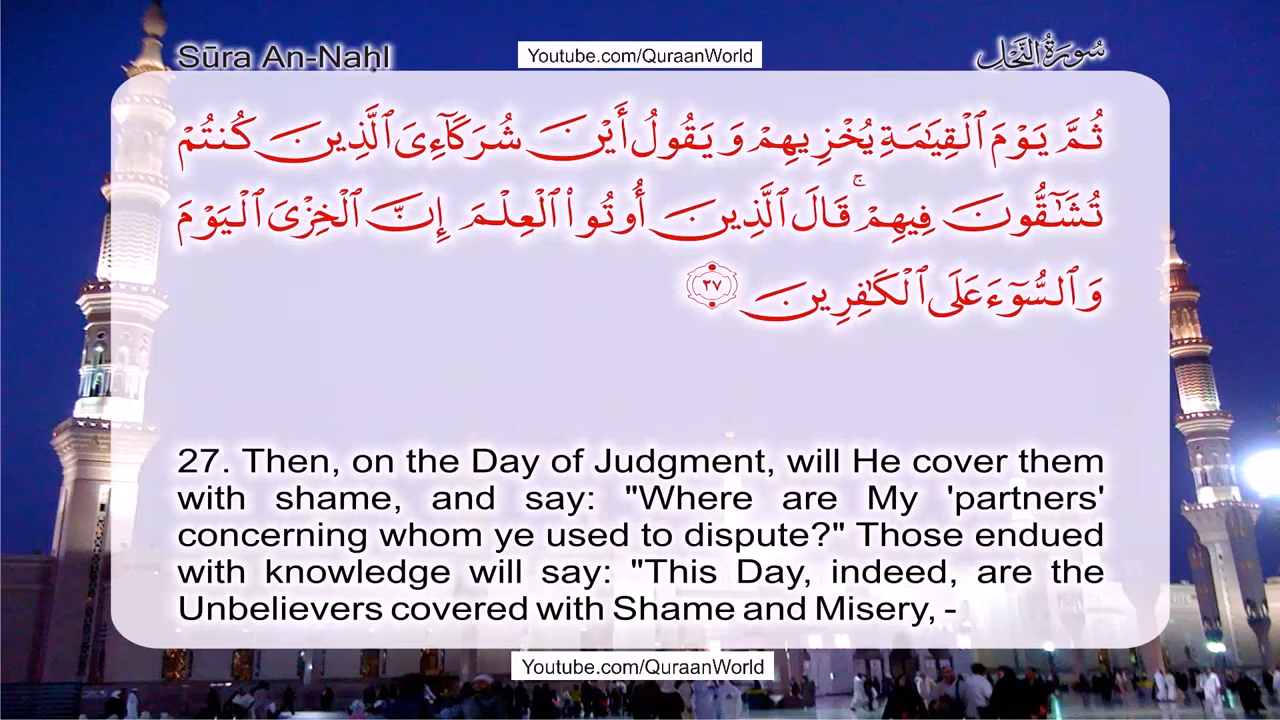 Sūra An-Naḥl
Youtube.com/QuraanWorld
سُورَةُ النَّحْلِ
ثُمَّ يَوْمَ ٱلْقِيَـٰمَةِ يُخْزِيهِمْ وَيَقُولُ أَيْنَ شُرَكَآءِىَ ٱلَّذِينَ كُنتُمْ
تُشَـٰٓقُّونَ فِيهِمْ ۚ قَالَ ٱلَّذِينَ أُوتُوا۟ ٱلْعِلْمَ إِنَّ ٱلْخِزْىَ ٱلْيَوْمَ
وَٱلسُّوٓءَ عَلَى ٱلْكَـٰفِرِينَ ٢٧
27. Then, on the Day of Judgment, will He cover them
with shame, and say: "Where are My 'partners'
concerning whom ye used to dispute?" Those endued
with knowledge will say: "This Day, indeed, are the
Unbelievers covered with Shame and Misery, -
Youtube.com/QuraanWorld